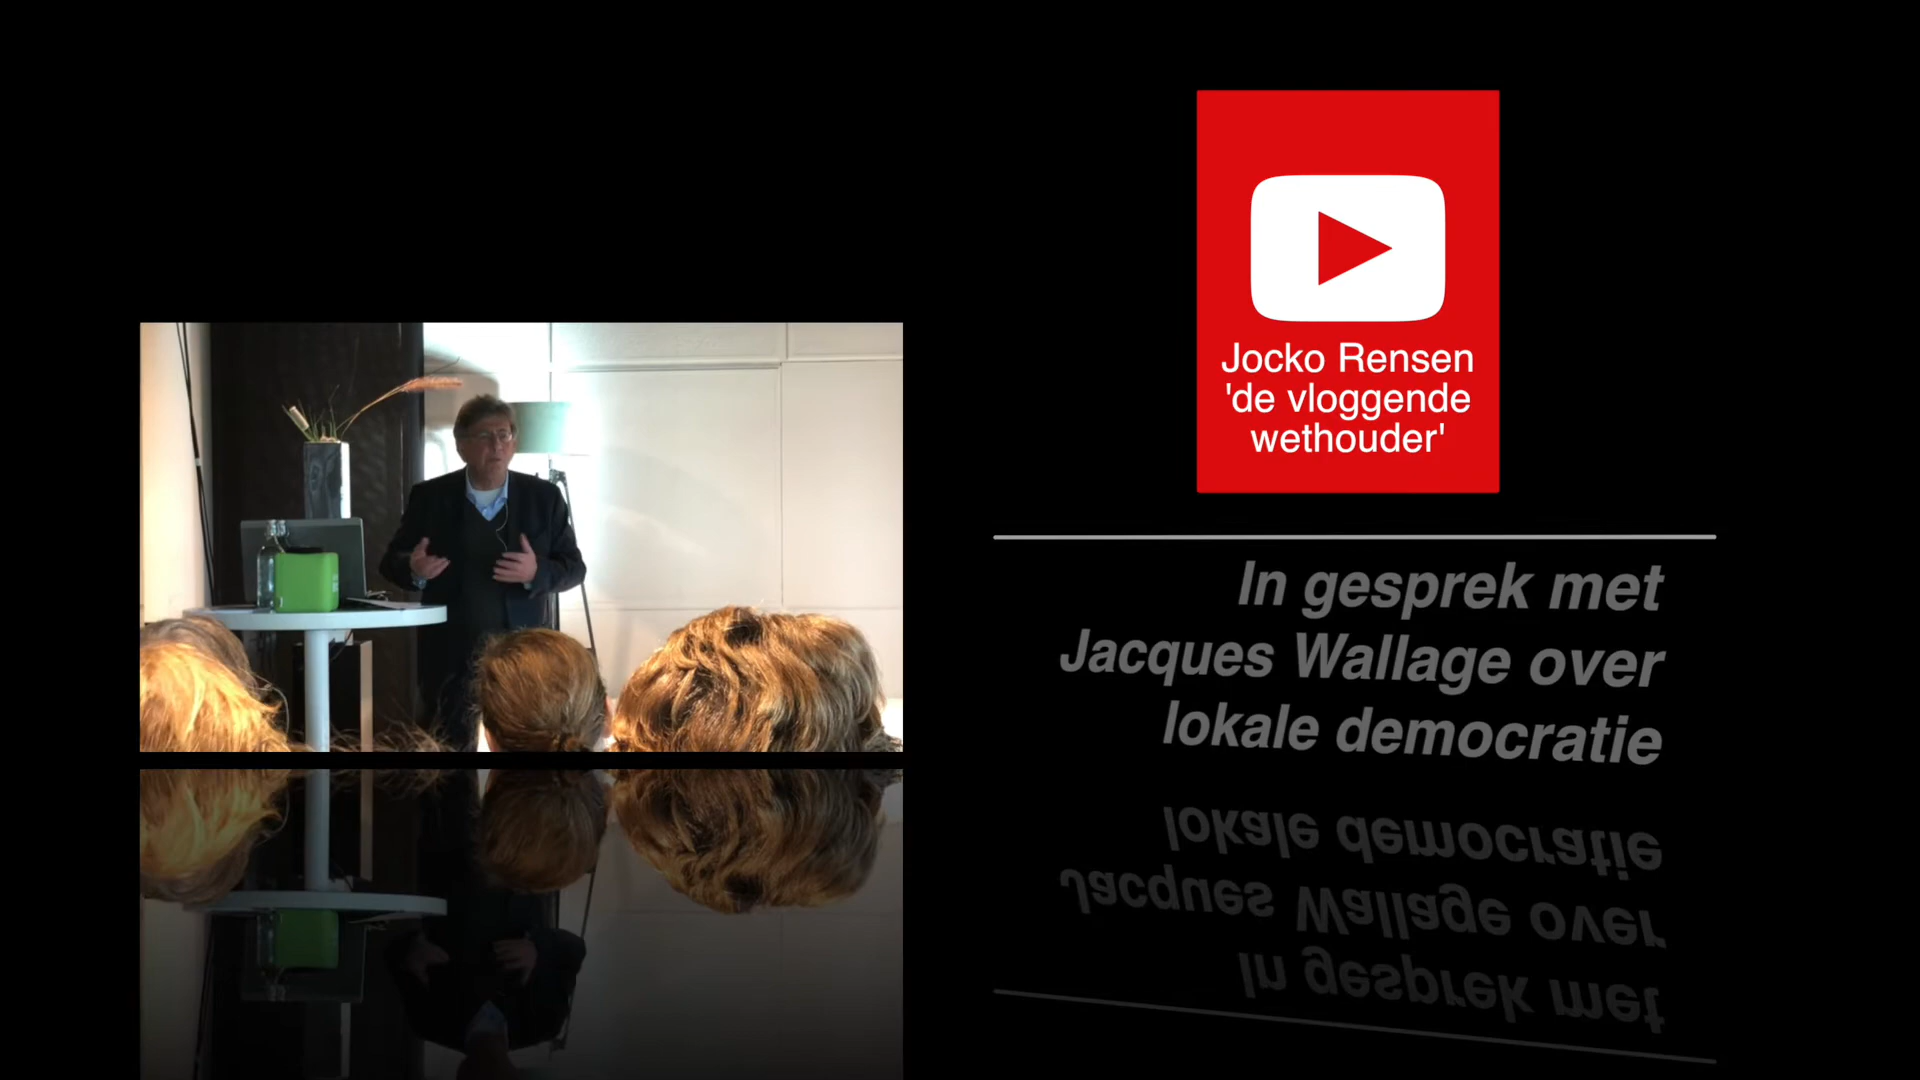 Jocko Rensen
'de vloggende
wethouder'
In gesprek met
Jacques Wallage over
lokale democratie